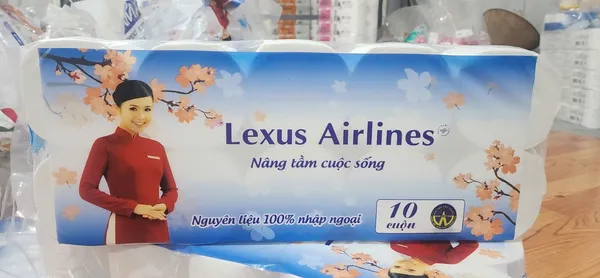 Lexus Airlines
Nâng tầm cuộc sống
Nguyên liệu 100% nhập ngoại
10
cuộn